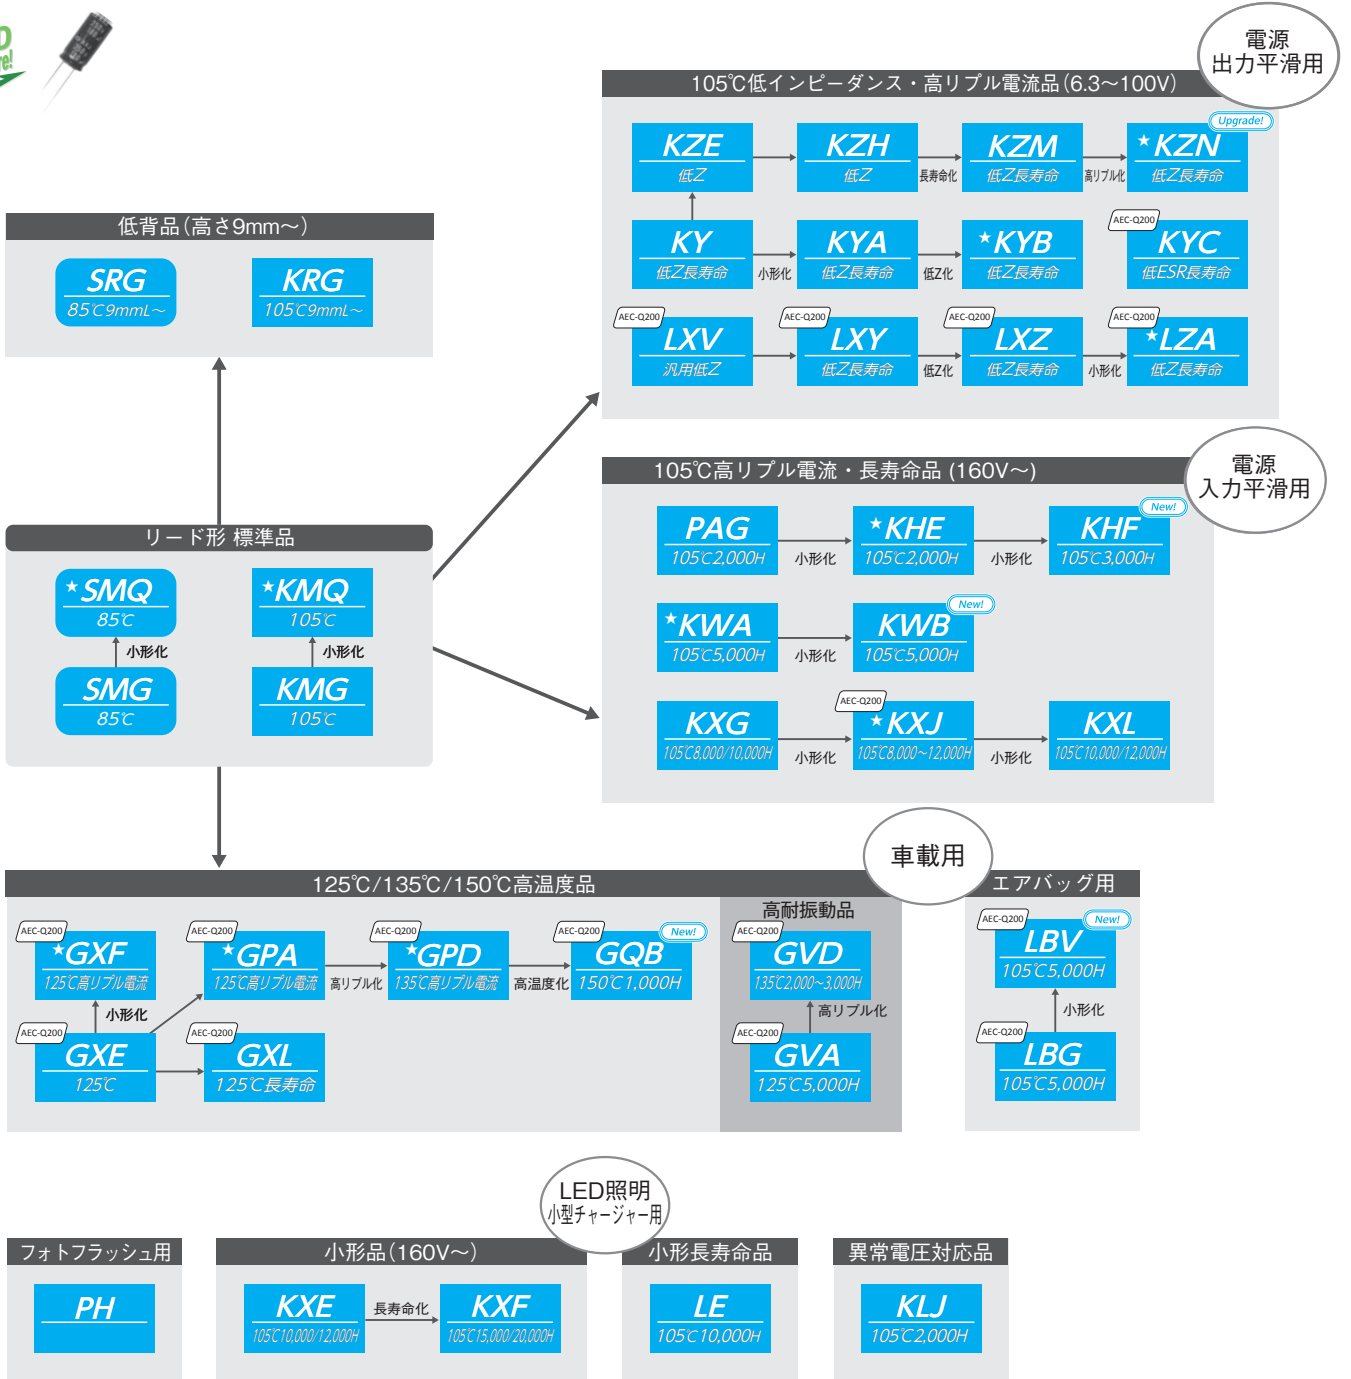 電源
出力平滑用
105℃低インピーダンス・高リプル電流品(6.3〜100V)
Upgrade!
KZE
低Z
KZH
低Z
長寿命化
KZM
低Z長寿命
高リプル化
★KZN
低Z長寿命
KY
低Z長寿命
小形化
KYA
低Z長寿命
低Z化
★KYB
低Z長寿命
AEC-Q200
KYC
低ESR長寿命
AEC-Q200
LXV
汎用低Z
AEC-Q200
LXY
低Z長寿命
低Z化
AEC-Q200
LXZ
低Z長寿命
小形化
AEC-Q200
★LZA
低Z長寿命
低背品(高さ9mm〜)
SRG
85℃9mmL〜
KRG
105℃9mmL〜
リード形 標準品
★SMQ
85℃
小形化
SMG
85℃
★KMQ
105℃
小形化
KMG
105℃
電源
入力平滑用
105℃高リプル電流・長寿命品 (160V〜)
PAG
105℃2,000H
小形化
★KHE
105℃2,000H
小形化
New!
KHF
105℃3,000H
★KWA
105℃5,000H
小形化
New!
KWB
105℃5,000H
KXG
105℃8,000/10,000H
小形化
AEC-Q200
★KXJ
105℃8,000〜12,000H
小形化
KXL
105℃10,000/12,000H
車載用
125℃/135℃/150℃高温度品
AEC-Q200
★GXF
125℃高リプル電流
小形化
AEC-Q200
GXE
125℃
AEC-Q200
★GPA
125℃高リプル電流
高リプル化
AEC-Q200
★GPD
135℃高リプル電流
高温度化
AEC-Q200
New!
GQB
150℃1,000H
AEC-Q200
GXL
125℃長寿命
高耐振動品
AEC-Q200
GVD
135℃2,000〜3,000H
高リプル化
AEC-Q200
GVA
125℃5,000H
エアバッグ用
AEC-Q200
New!
LBV
105℃5,000H
小形化
AEC-Q200
LBG
105℃5,000H
LED照明
小型チャージャー用
フォトフラッシュ用
PH
小形品(160V〜)
KXE
105℃10,000/12,000H
長寿命化
KXF
105℃15,000/20,000H
小形長寿命品
LE
105℃10,000H
異常電圧対応品
KLJ
105℃2,000H